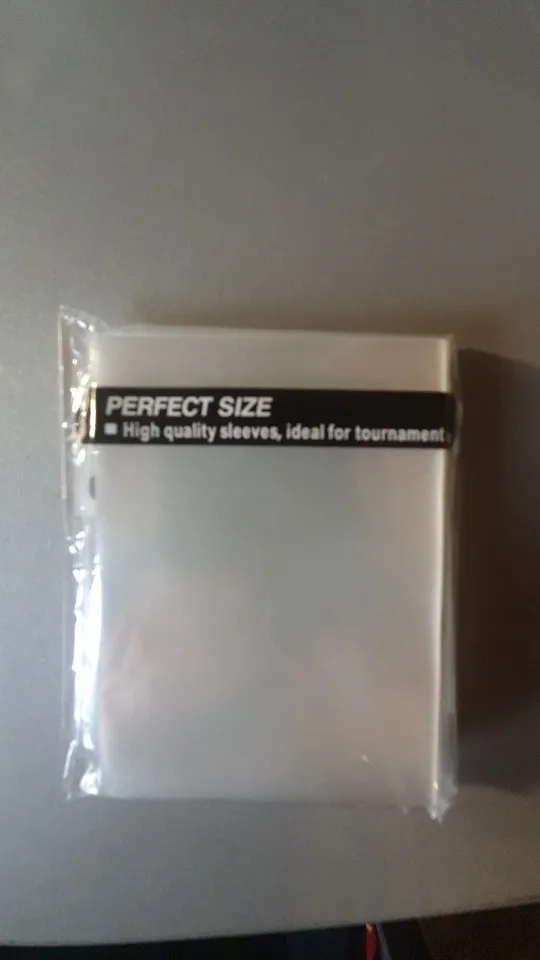 PERFECT SIZE
■ High quality sleeves, ideal for tournament